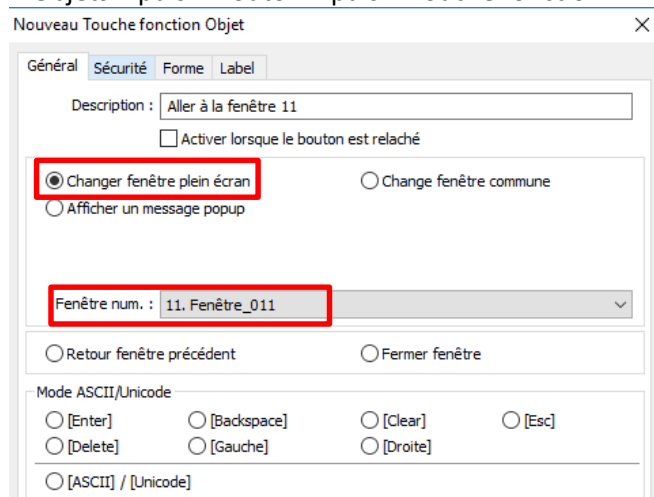 Nouveau Touche fonction Objet
Général Sécurité Forme Label
Description : Aller à la fenêtre 11
Activer lorsque le bouton est relaché
Changer fenêtre plein écran Change fenêtre commune
Afficher un message popup
Fenêtre num. : 11. Fenêtre_011
Retour fenêtre précédent Fermer fenêtre
Mode ASCII/Unicode
[Enter] [Backspace] [Clear] [Esc]
[Delete] [Gauche] [Droite]
[ASCII] / [Unicode]